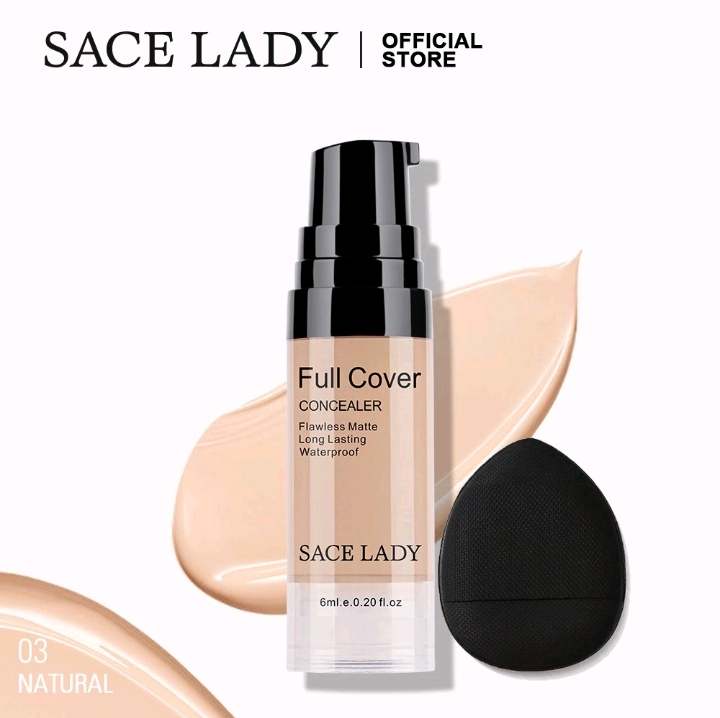 SACE LADY
OFFICIAL
STORE
Full Cover
CONCEALER
Flawless Matte
Long Lasting
Waterproof
SACE LADY
6ml.e.0.20 fl.oz
03
NATURAL